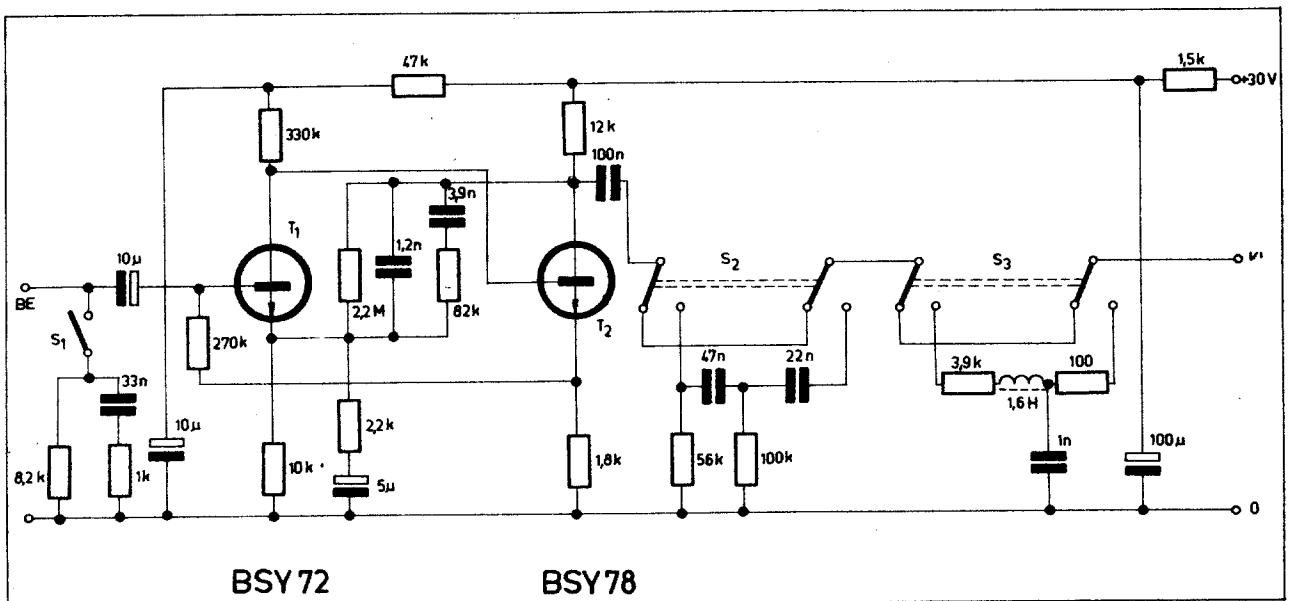 47k
1,5k
+30V
330k
12k
100n
3,9n
T1
1,2n
10μ
S2
S3
BE
2,2M
82k
T2
S1
270k
47n
22n
3,9k
100
33n
1,6H
2,2k
10μ
1n
100μ
8,2k
1k
10k
5μ
1,8k
56k
100k
0
BSY72
BSY78